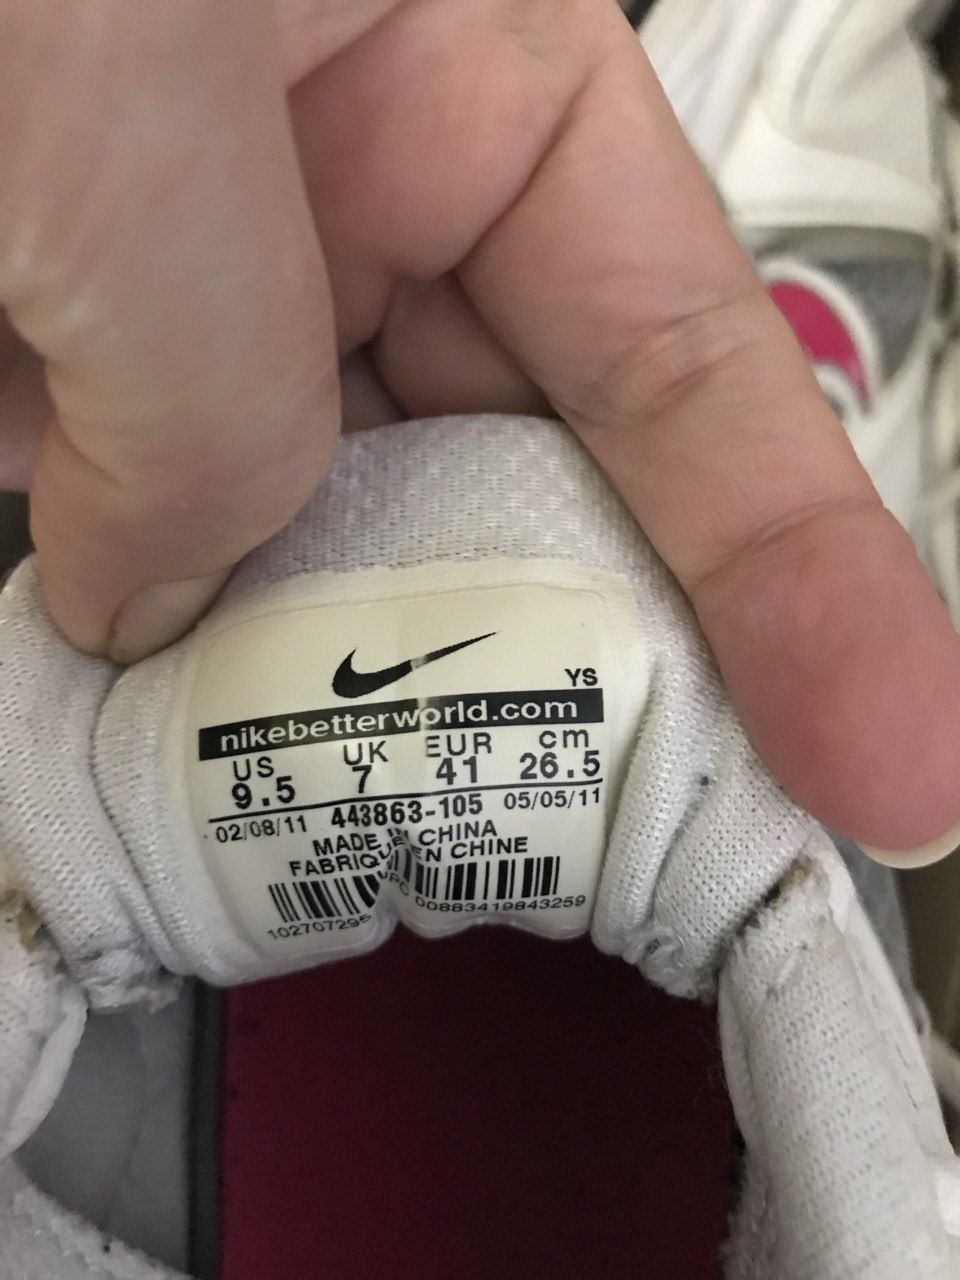 YS
nikebetterworld.com
US UK EUR cm
9.5 7 41 26.5
02/08/11 443863-105 05/05/11
MADE IN CHINA
FABRIQUE EN CHINE
UPC 00883419843259